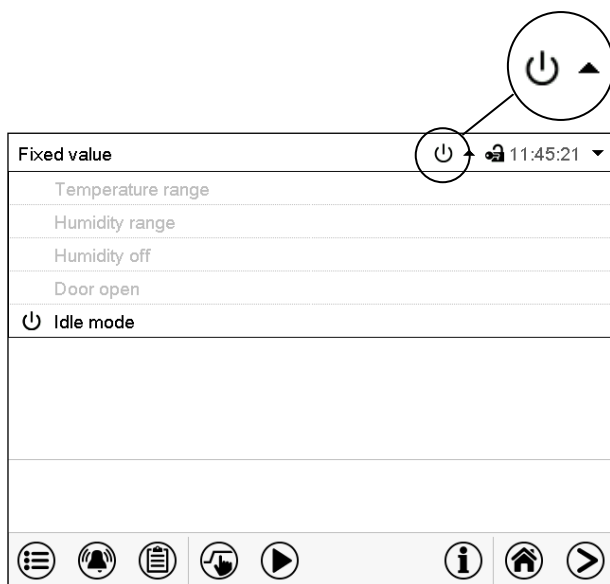 Fixed value 11:45:21
Temperature range
Humidity range
Humidity off
Door open
Idle mode